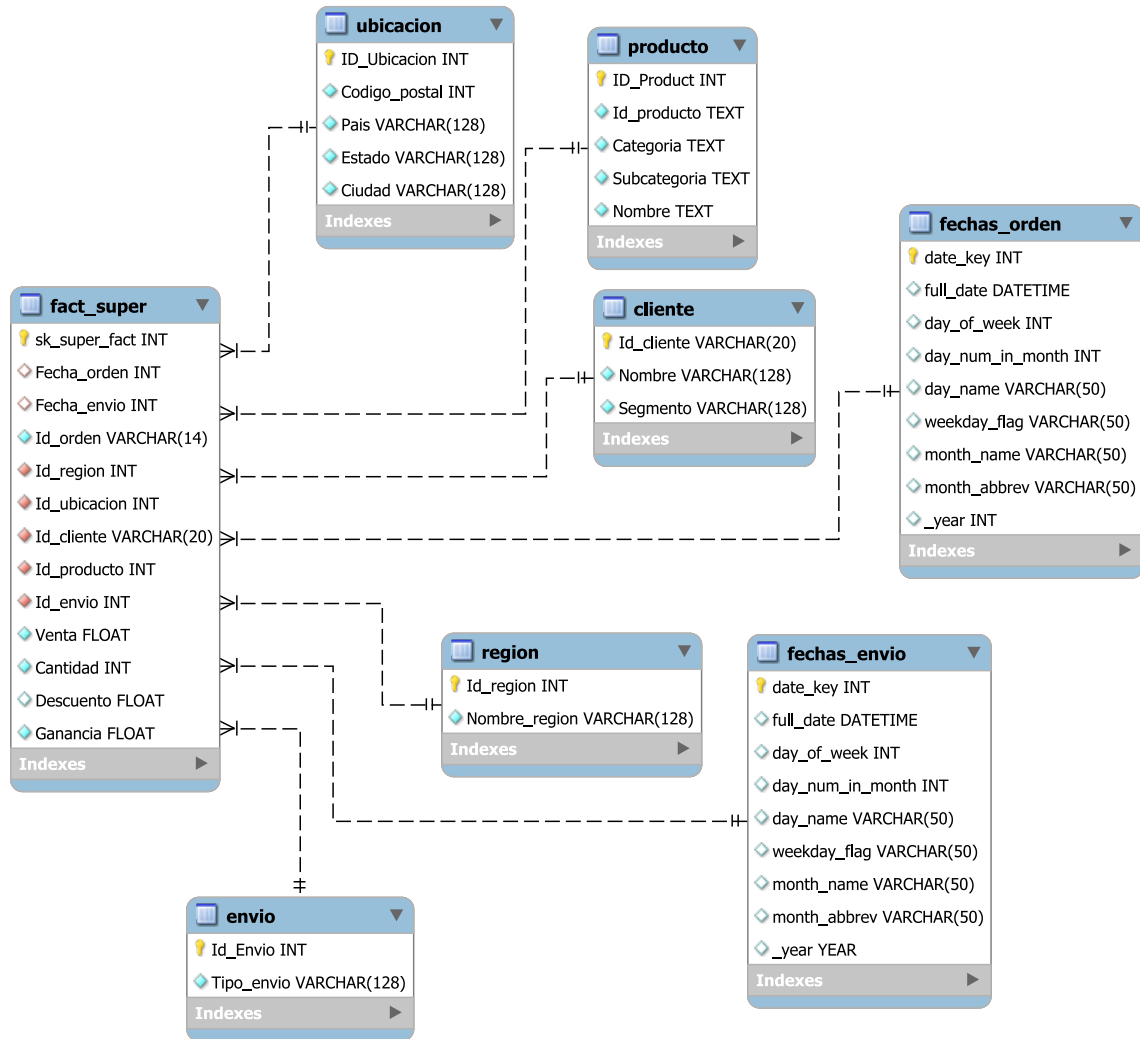 ubicacion
ID_Ubicacion INT
Codigo_postal INT
Pais VARCHAR(128)
Estado VARCHAR(128)
Ciudad VARCHAR(128)
Indexes
producto
ID_Product INT
Id_producto TEXT
Categoria TEXT
Subcategoria TEXT
Nombre TEXT
Indexes
fechas_orden
date_key INT
full_date DATETIME
day_of_week INT
day_num_in_month INT
day_name VARCHAR(50)
weekday_flag VARCHAR(50)
month_name VARCHAR(50)
month_abbrev VARCHAR(50)
_year INT
Indexes
fact_super
sk_super_fact INT
Fecha_orden INT
Fecha_envio INT
Id_orden VARCHAR(14)
Id_region INT
Id_ubicacion INT
Id_cliente VARCHAR(20)
Id_producto INT
Id_envio INT
Venta FLOAT
Cantidad INT
Descuento FLOAT
Ganancia FLOAT
Indexes
cliente
Id_cliente VARCHAR(20)
Nombre VARCHAR(128)
Segmento VARCHAR(128)
Indexes
region
Id_region INT
Nombre_region VARCHAR(128)
Indexes
fechas_envio
date_key INT
full_date DATETIME
day_of_week INT
day_num_in_month INT
day_name VARCHAR(50)
weekday_flag VARCHAR(50)
month_name VARCHAR(50)
month_abbrev VARCHAR(50)
_year YEAR
Indexes
envio
Id_Envio INT
Tipo_envio VARCHAR(128)
Indexes